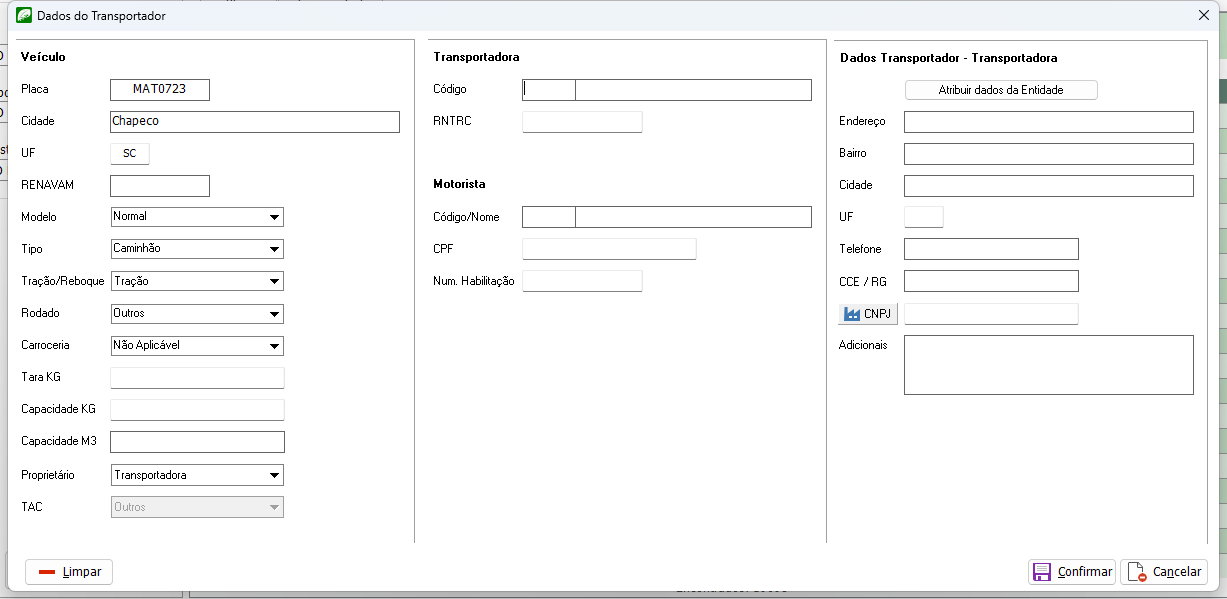 Dados do Transportador
Veículo
Placa MAT0723
Cidade Chapeco
UF SC
RENAVAM
Modelo Normal
Tipo Caminhão
Tração/Reboque Tração
Rodado Outros
Carroceria Não Aplicável
Tara KG
Capacidade KG
Capacidade M3
Proprietário Transportadora
TAC Outros
Transportadora
Código
RNTRC
Motorista
Código/Nome
CPF
Num. Habilitação
Dados Transportador - Transportadora
Atribuir dados da Entidade
Endereço
Bairro
Cidade
UF
Telefone
CCE / RG
CNPJ
Adicionais
Limpar
Confirmar
Cancelar